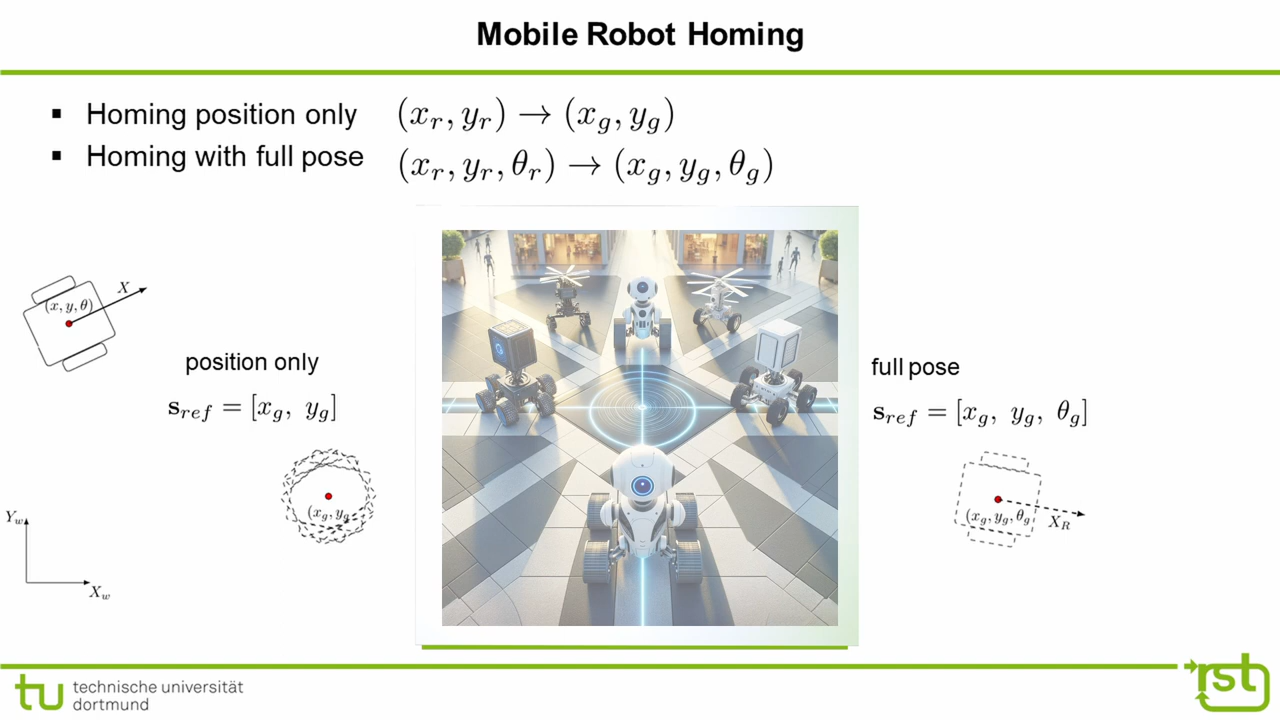 Mobile Robot Homing
▪ Homing position only (x_r, y_r) → (x_g, y_g)
▪ Homing with full pose (x_r, y_r, θ_r) → (x_g, y_g, θ_g)
X
(x, y, θ)
position only
s_ref = [x_g, y_g]
(x_g, y_g
Y_w
X_w
full pose
s_ref = [x_g, y_g, θ_g]
(x_g, y_g, θ_g)
X_R
tu technische universität
dortmund
rst